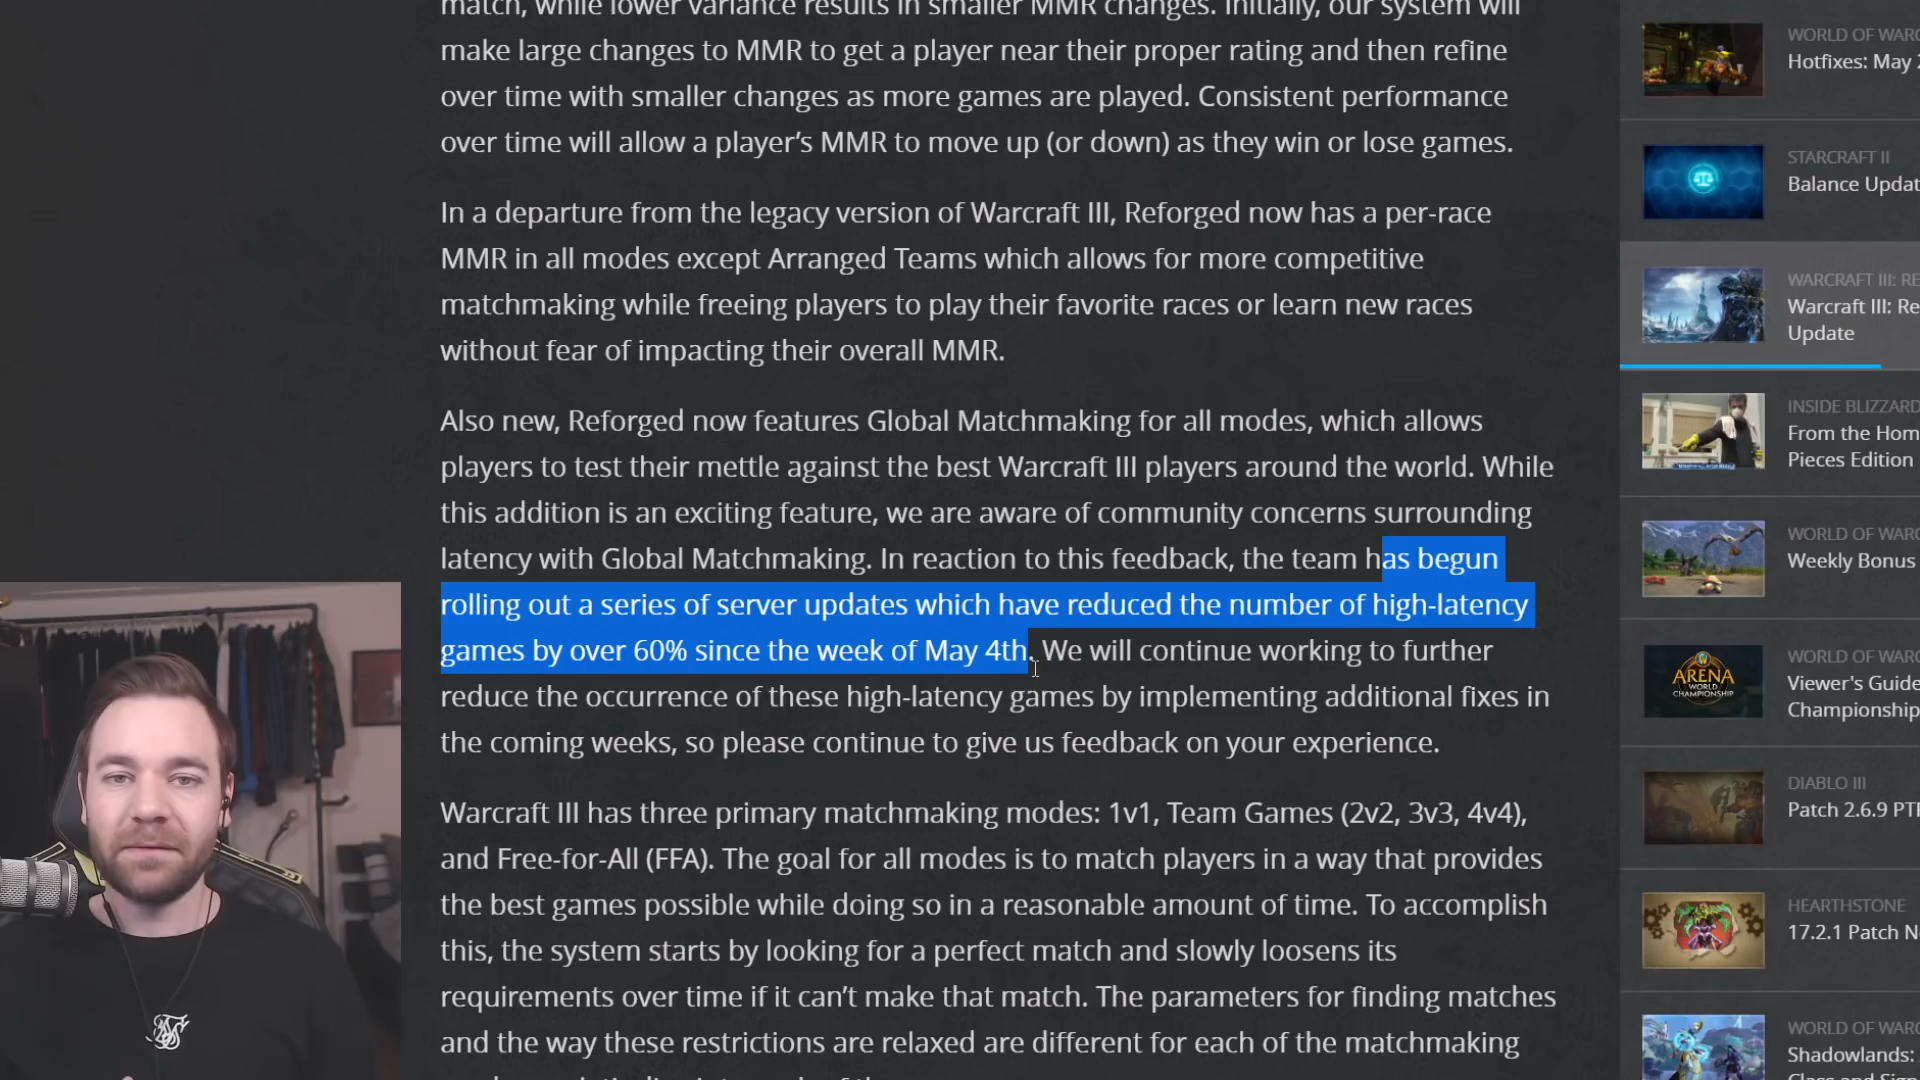 match, while lower variance results in smaller MMR changes. Initially, our system will
make large changes to MMR to get a player near their proper rating and then refine
over time with smaller changes as more games are played. Consistent performance
over time will allow a player’s MMR to move up (or down) as they win or lose games.
In a departure from the legacy version of Warcraft III, Reforged now has a per-race
MMR in all modes except Arranged Teams which allows for more competitive
matchmaking while freeing players to play their favorite races or learn new races
without fear of impacting their overall MMR.
Also new, Reforged now features Global Matchmaking for all modes, which allows
players to test their mettle against the best Warcraft III players around the world. While
this addition is an exciting feature, we are aware of community concerns surrounding
latency with Global Matchmaking. In reaction to this feedback, the team has begun
rolling out a series of server updates which have reduced the number of high-latency
games by over 60% since the week of May 4th. We will continue working to further
reduce the occurrence of these high-latency games by implementing additional fixes in
the coming weeks, so please continue to give us feedback on your experience.
Warcraft III has three primary matchmaking modes: 1v1, Team Games (2v2, 3v3, 4v4),
and Free-for-All (FFA). The goal for all modes is to match players in a way that provides
the best games possible while doing so in a reasonable amount of time. To accomplish
this, the system starts by looking for a perfect match and slowly loosens its
requirements over time if it can’t make that match. The parameters for finding matches
and the way these restrictions are relaxed are different for each of the matchmaking
WORLD OF WARC
Hotfixes: May 2
STARCRAFT II
Balance Updat
WARCRAFT III: RE
Warcraft III: Re
Update
INSIDE BLIZZARD
From the Hom
Pieces Edition
WORLD OF WARC
Weekly Bonus
WORLD OF WARC
Viewer's Guide
Championship
ARENA
WORLD
CHAMPIONSHIP
DIABLO III
Patch 2.6.9 PTI
HEARTHSTONE
17.2.1 Patch N
WORLD OF WARC
Shadowlands: